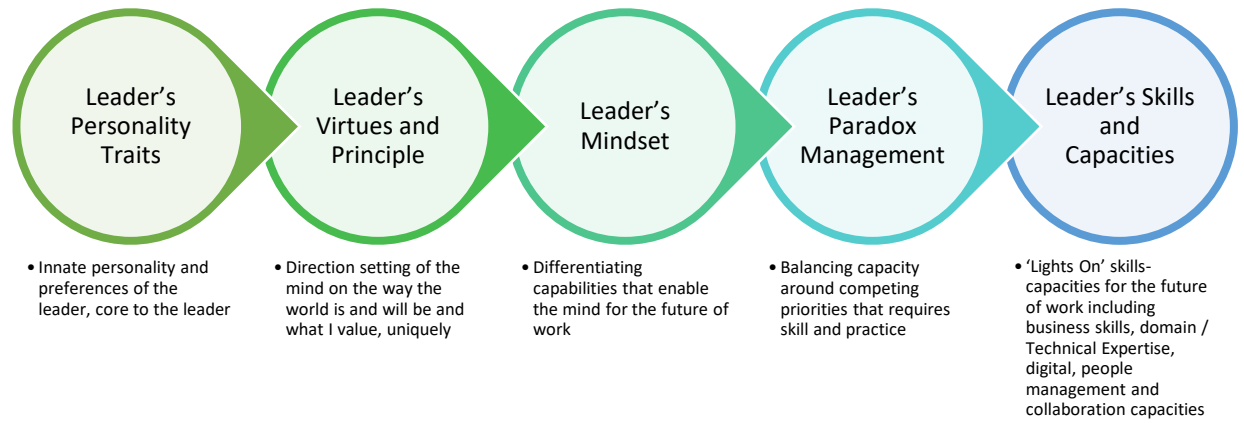 Leader's
Personality
Traits
Leader's
Virtues and
Principle
Leader's
Mindset
Leader's
Paradox
Management
Leader's Skills
and
Capacities
• Innate personality and
preferences of the
leader, core to the leader
• Direction setting of the
mind on the way the
world is and will be and
what I value, uniquely
• Differentiating
capabilities that enable
the mind for the future of
work
• Balancing capacity
around competing
priorities that requires
skill and practice
• ‘Lights On’ skills-
capacities for the future
of work including
business skills, domain /
Technical Expertise,
digital, people
management and
collaboration capacities